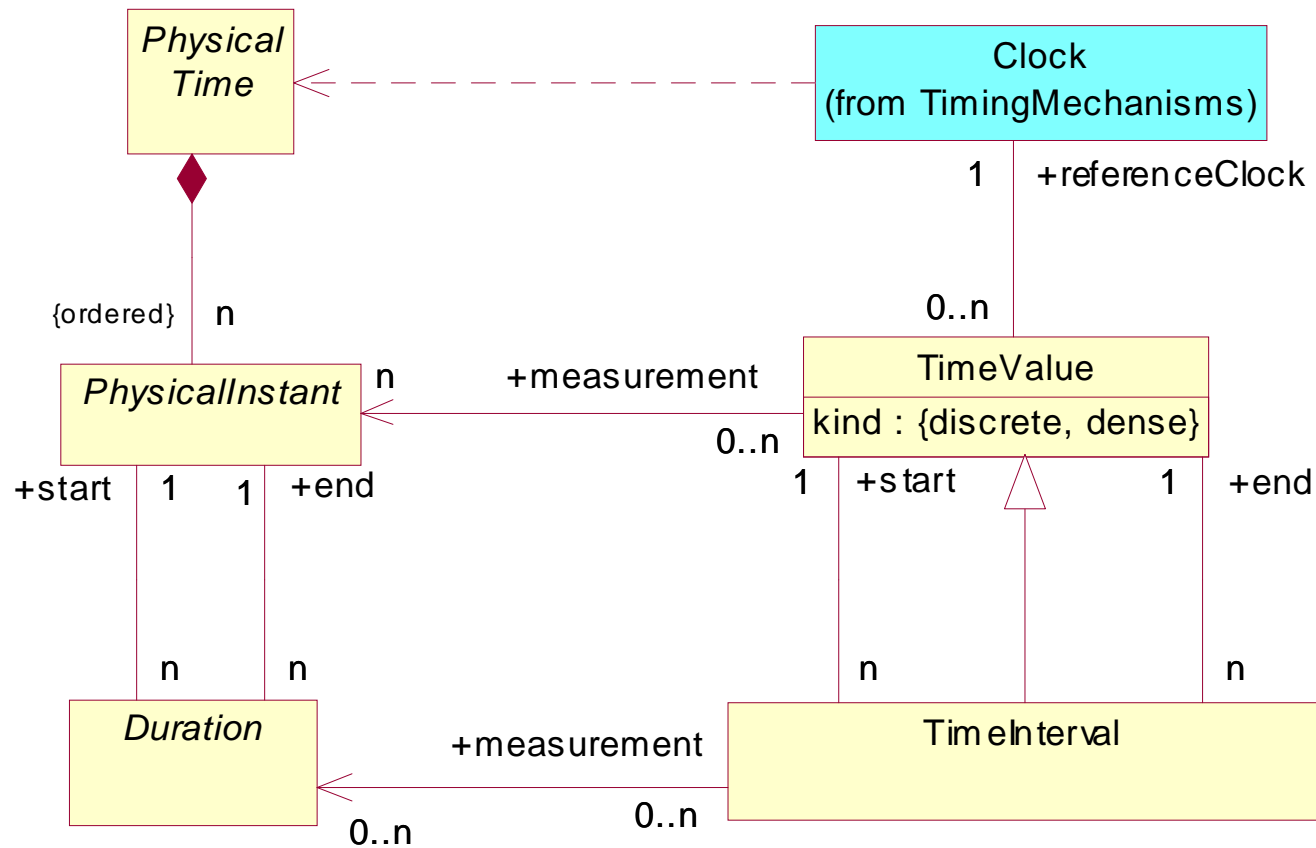 Physical
Time
Clock
(from TimingMechanisms)
1 +referenceClock
{ordered} n
0..n
PhysicalInstant
n +measurement
0..n
TimeValue
kind : {discrete, dense}
+start 1 1 +end
1 +start 1 +end
n n
n n
Duration
+measurement
0..n 0..n
TimeInterval